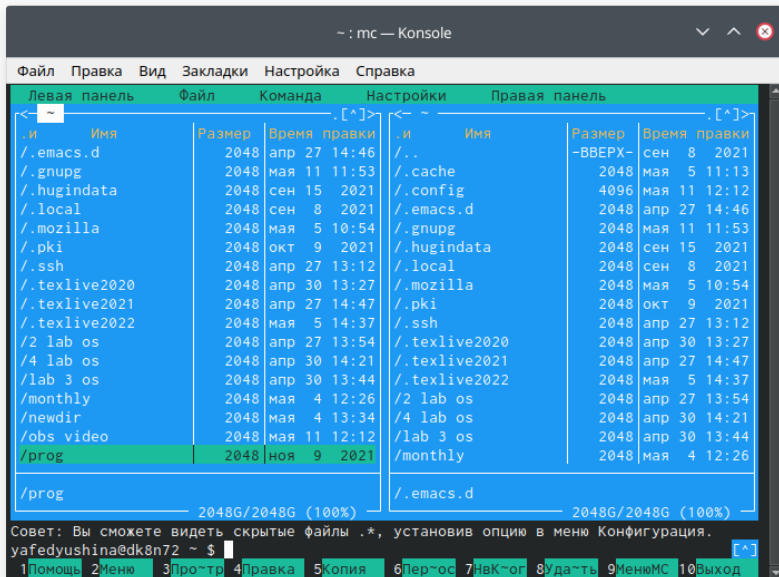 ~ : mc — Konsole
Файл Правка Вид Закладки Настройка Справка
Левая панель Файл Команда Настройки Правая панель
<— ~ .[^]> <— ~ .[^]>
.и Имя Размер Время правки .и Имя Размер Время правки
/.emacs.d 2048 апр 27 14:46 /.. -ВВЕРХ- сен 8 2021
/.gnupg 2048 мая 11 11:53 /.cache 2048 мая 5 11:13
/.hugindata 2048 сен 15 2021 /.config 4096 мая 11 12:12
/.local 2048 сен 8 2021 /.emacs.d 2048 апр 27 14:46
/.mozilla 2048 мая 5 10:54 /.gnupg 2048 мая 11 11:53
/.pki 2048 окт 9 2021 /.hugindata 2048 сен 15 2021
/.ssh 2048 апр 27 13:12 /.local 2048 сен 8 2021
/.texlive2020 2048 апр 30 13:27 /.mozilla 2048 мая 5 10:54
/.texlive2021 2048 апр 27 14:47 /.pki 2048 окт 9 2021
/.texlive2022 2048 мая 5 14:37 /.ssh 2048 апр 27 13:12
/2 lab os 2048 апр 27 13:54 /.texlive2020 2048 апр 30 13:27
/4 lab os 2048 апр 30 14:21 /.texlive2021 2048 апр 27 14:47
/lab 3 os 2048 апр 30 13:44 /.texlive2022 2048 мая 5 14:37
/monthly 2048 мая 4 12:26 /2 lab os 2048 апр 27 13:54
/newdir 2048 мая 4 13:34 /4 lab os 2048 апр 30 14:21
/obs video 2048 мая 11 12:12 /lab 3 os 2048 апр 30 13:44
/prog 2048 ноя 9 2021 /monthly 2048 мая 4 12:26
/prog /.emacs.d
2048G/2048G (100%) 2048G/2048G (100%)
Совет: Вы сможете видеть скрытые файлы .*, установив опцию в меню Конфигурация.
yafedyushina@dk8n72 ~ $ [^]
1Помощь 2Меню 3Про~тр 4Правка 5Копия 6Пер~ос 7НвК~ог 8Уда~ть 9МенюMC 10Выход